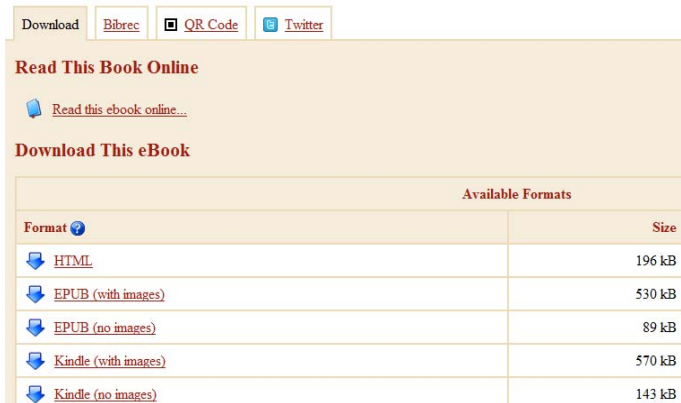 Download Bibrec QR Code Twitter
Read This Book Online
Read this ebook online...
Download This eBook
Available Formats
Format Size
HTML 196 kB
EPUB (with images) 530 kB
EPUB (no images) 89 kB
Kindle (with images) 570 kB
Kindle (no images) 143 kB